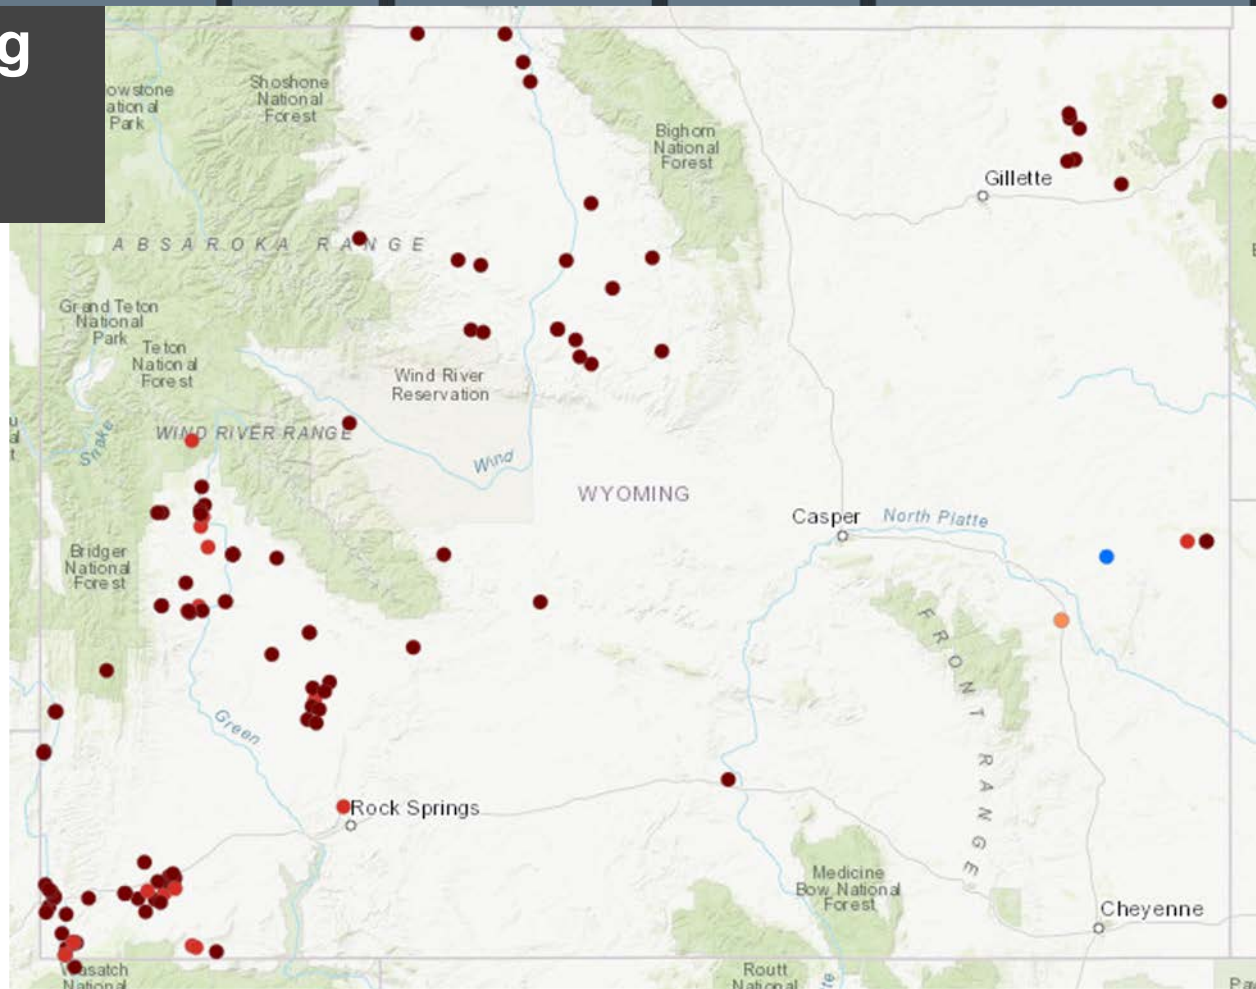 g
owstone
ational
Park
Shoshone
National
Forest
Bighorn
National
Forest
Gillette
ABSAROKA RANGE
Grand Teton
National
Park
Teton
National
Forest
Wind River
Reservation
Snake
WIND RIVER RANGE
Wind
WYOMING
Casper
North Platte
Bridger
National
Forest
FRONT RANGE
Green
Rock Springs
Medicine
Bow National
Forest
Cheyenne
Wasatch
National
Routt
National